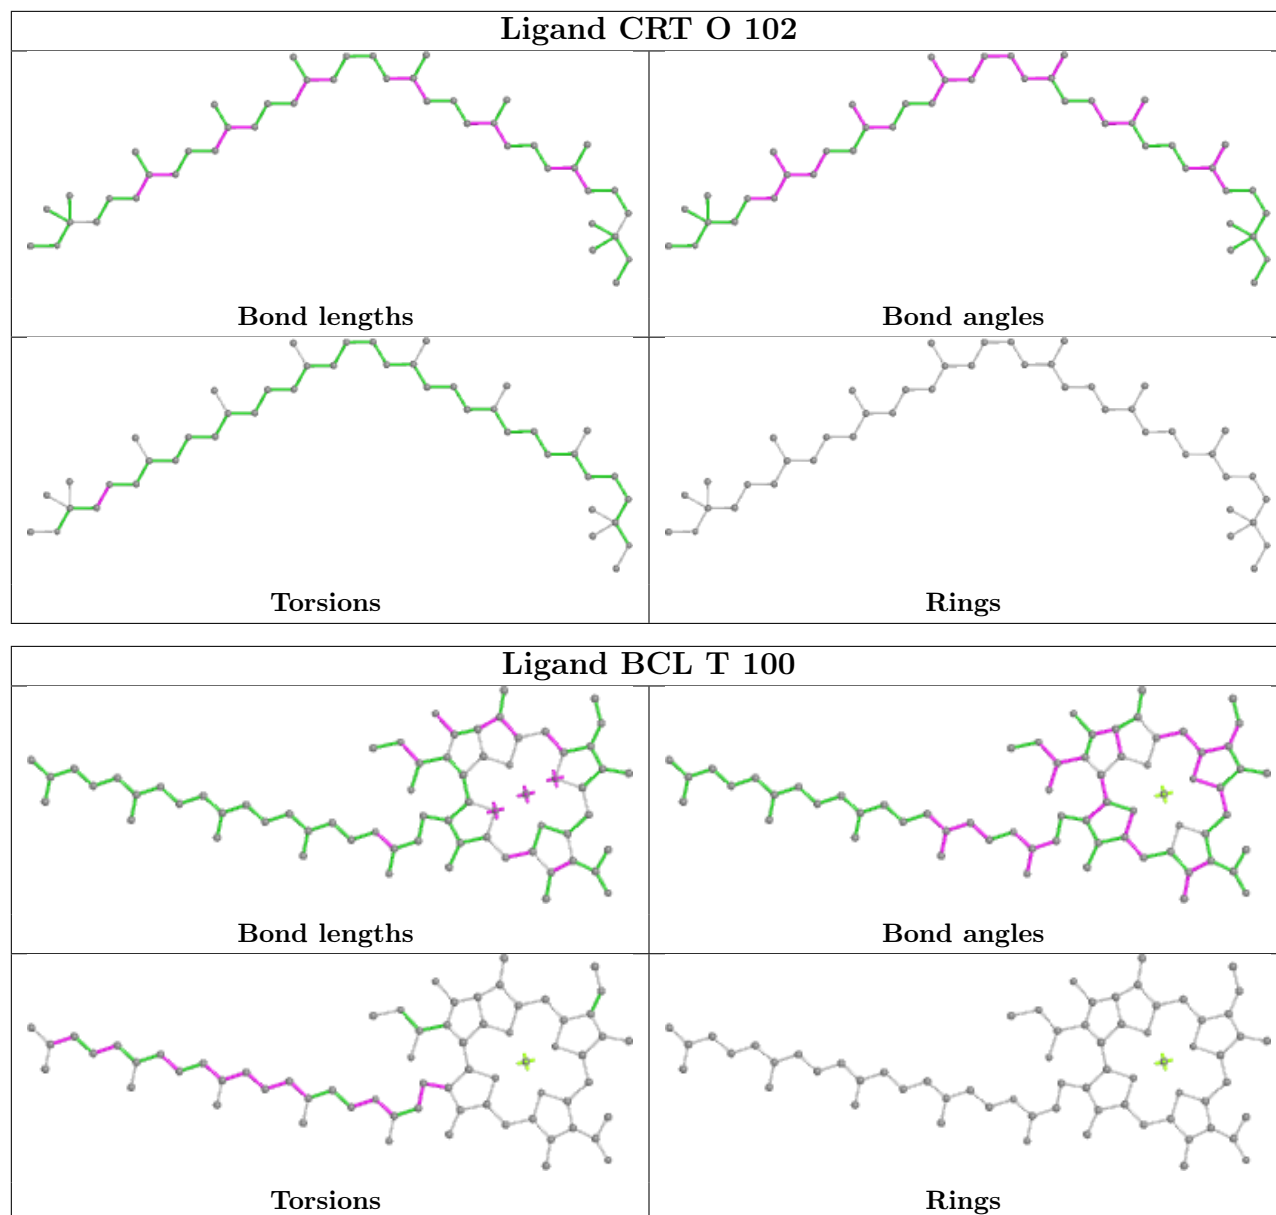 Ligand CRT O 102
Bond lengths
Bond angles
Torsions
Rings
Ligand BCL T 100
Bond lengths
Bond angles
Torsions
Rings